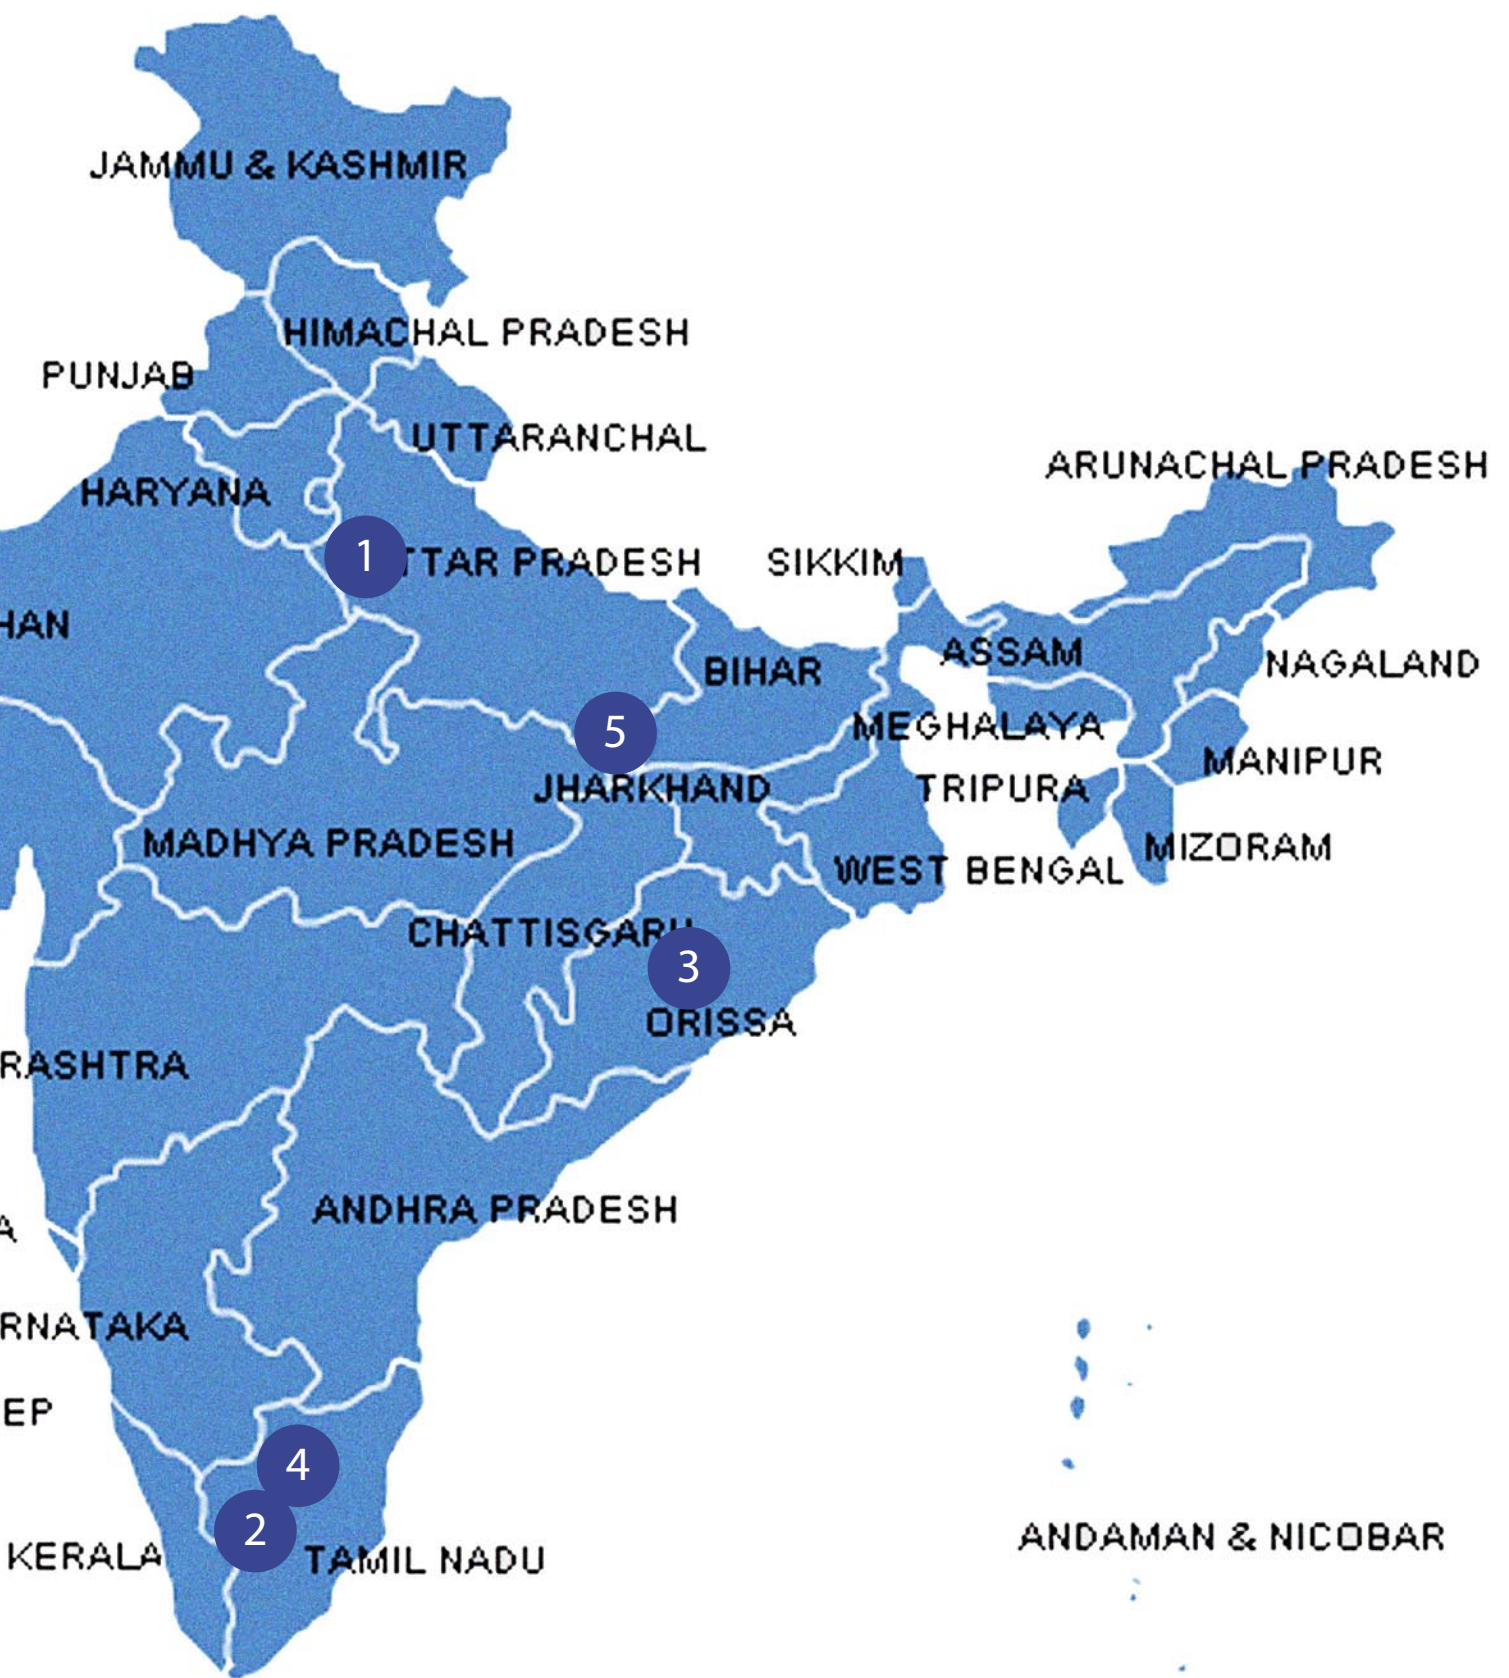 JAMMU & KASHMIR
HIMACHAL PRADESH
PUNJAB
UTTARANCHAL
ARUNACHAL PRADESH
HARYANA
1
TTAR PRADESH
SIKKIM
HAN
ASSAM
NAGALAND
BIHAR
5
MEGHALAYA
MANIPUR
JHARKHAND
TRIPURA
MADHYA PRADESH
MIZORAM
WEST BENGAL
CHATTISGARH
3
ORISSA
RASHTRA
ANDHRA PRADESH
A
RNATAKA
EP
4
2
KERALA
TAMIL NADU
ANDAMAN & NICOBAR